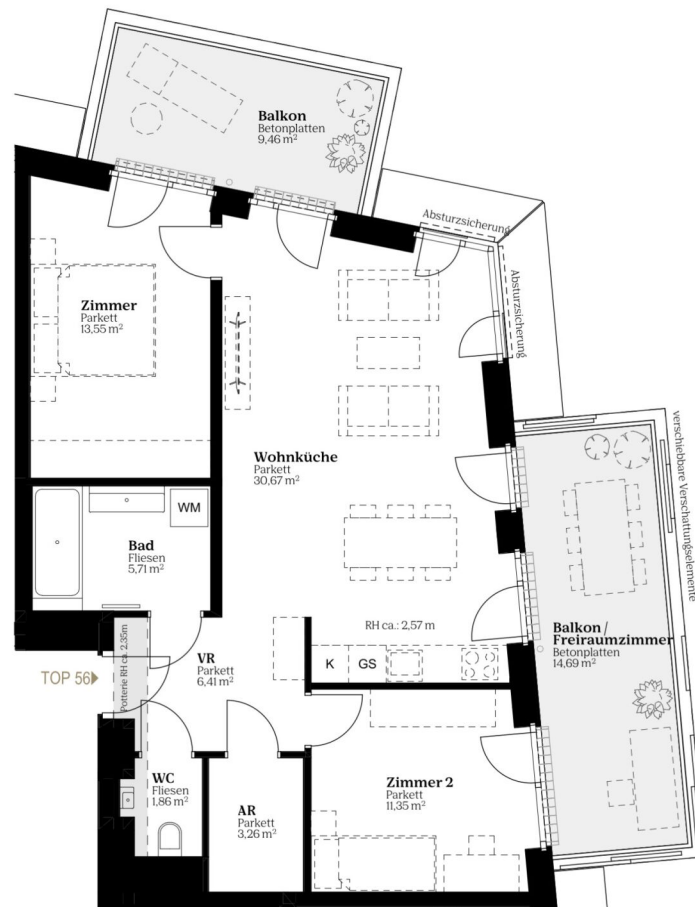 Balkon
Betonplatten
9,46 m²
Absturzsicherung
Absturzsicherung
Zimmer
Parkett
13,55 m²
Wohnküche
Parkett
30,67 m²
verschiebbare Verschattungselemente
WM
Bad
Fliesen
5,71 m²
RH ca.: 2,57 m
Balkon/
Freiraumzimmer
Betonplatten
14,69 m²
K
GS
TOP 56
Potterie RH ca. 2.35m
VR
Parkett
6,41 m²
WC
Fliesen
1,86 m²
AR
Parkett
3,26 m²
Zimmer 2
Parkett
11,35 m²